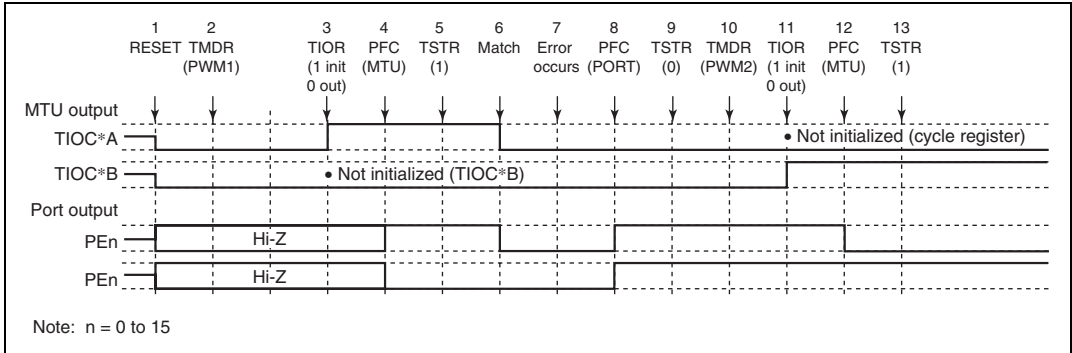 1 2 3 4 5 6 7 8 9 10 11 12 13
RESET TMDR TIOR PFC TSTR Match Error PFC TSTR TMDR TIOR PFC TSTR
(PWM1) (1 init (MTU) (1) occurs (PORT) (0) (PWM2) (1 init (MTU) (1)
0 out) 0 out)
MTU output
TIOC*A • Not initialized (cycle register)
TIOC*B • Not initialized (TIOC*B)
Port output
PEn Hi-Z
PEn Hi-Z
Note: n = 0 to 15